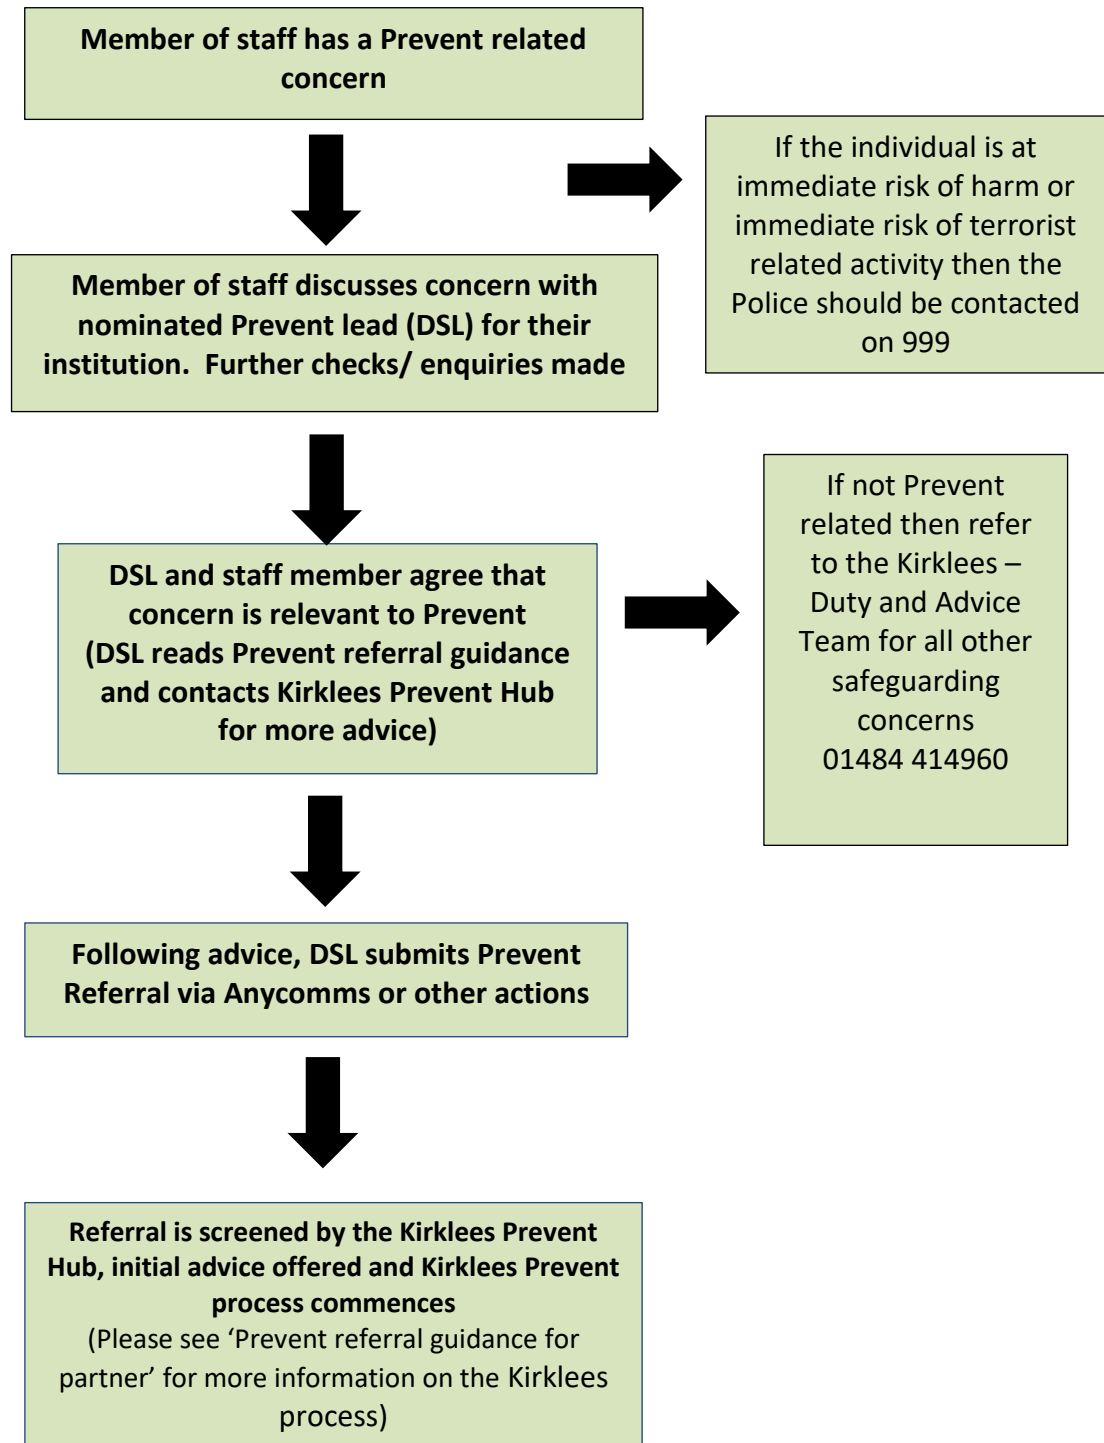 Member of staff has a Prevent related
concern
If the individual is at
immediate risk of harm or
immediate risk of terrorist
related activity then the
Police should be contacted
on 999
Member of staff discusses concern with
nominated Prevent lead (DSL) for their
institution.  Further checks/ enquiries made
If not Prevent
related then refer
to the Kirklees –
Duty and Advice
Team for all other
safeguarding
concerns
01484 414960
DSL and staff member agree that
concern is relevant to Prevent
(DSL reads Prevent referral guidance
and contacts Kirklees Prevent Hub
for more advice)
Following advice, DSL submits Prevent
Referral via Anycomms or other actions
Referral is screened by the Kirklees Prevent
Hub, initial advice offered and Kirklees Prevent
process commences
(Please see ‘Prevent referral guidance for
partner’ for more information on the Kirklees
process)